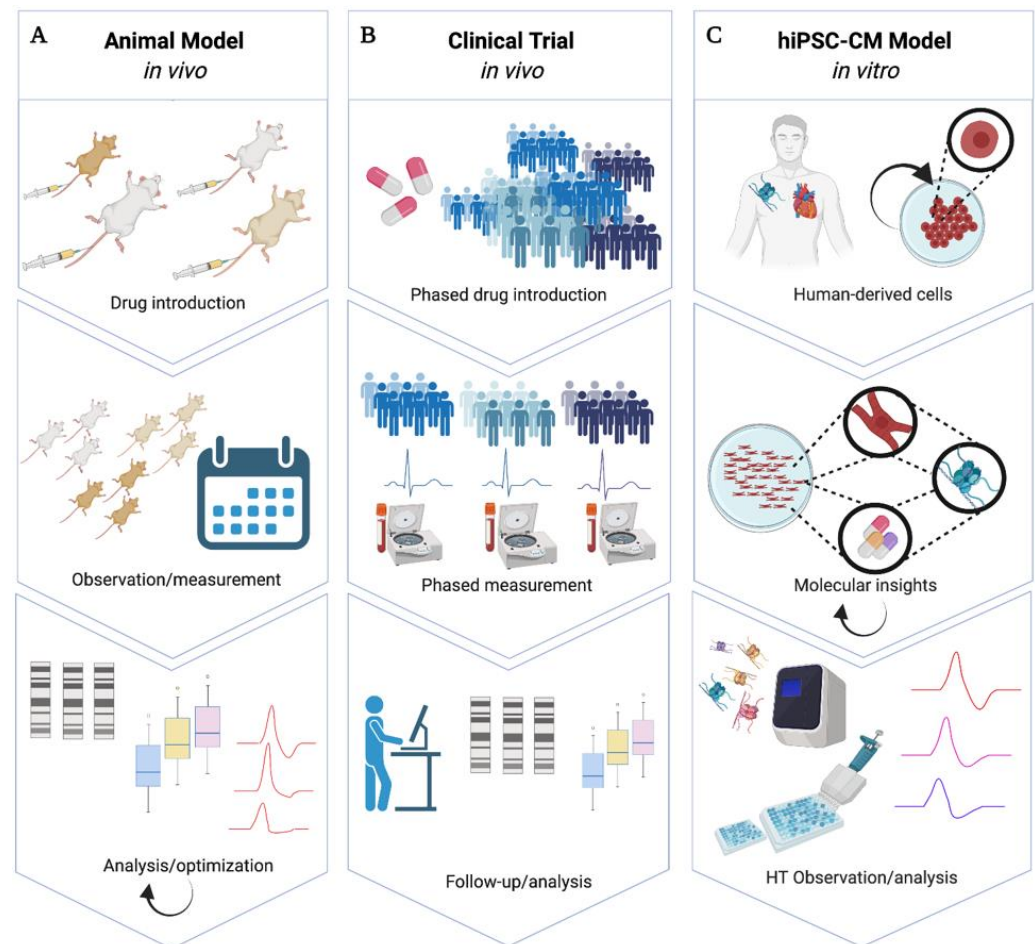 A
Animal Model
in vivo
Drug introduction
Observation/measurement
Analysis/optimization
B
Clinical Trial
in vivo
Phased drug introduction
Phased measurement
Follow-up/analysis
C
hiPSC-CM Model
in vitro
Human-derived cells
Molecular insights
HT Observation/analysis